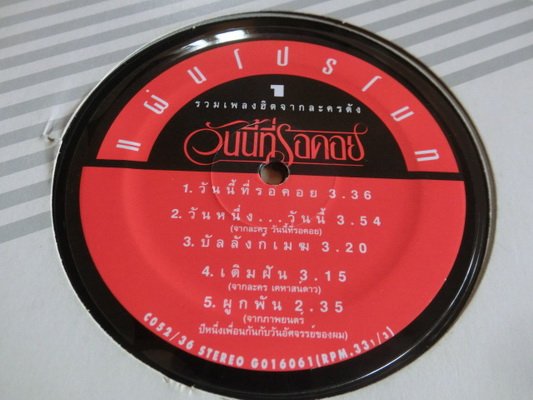 แผ่นโปรโมท
1
รวมเพลงฮิตจากละครดัง
วันนี้ที่รอคอย
1. วันนี้ที่รอคอย 3.36
2. วันหนึ่ง...วันนี้ 3.54
(จากละคร วันนี้ที่รอคอย)
3. บัลลังก์เมฆ 3.20
4. เติมฝัน 3.15
(จากละคร เคหาสน์ดาว)
5. ผูกพัน 2.35
(จากภาพยนตร์
ปีหนึ่งเพื่อนกันกับวันอัศจรรย์ของผม)
C052/36 STEREO G016061(RPM.33 1/3)